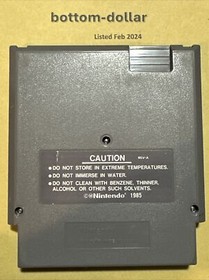 bottom-dollar
Listed Feb 2024
CAUTION
REV-A
●DO NOT STORE IN EXTREME TEMPERATURES.
●DO NOT IMMERSE IN WATER.
●DO NOT CLEAN WITH BENZENE, THINNER,
ALCOHOL OR OTHER SUCH SOLVENTS.
©®Nintendo 1985